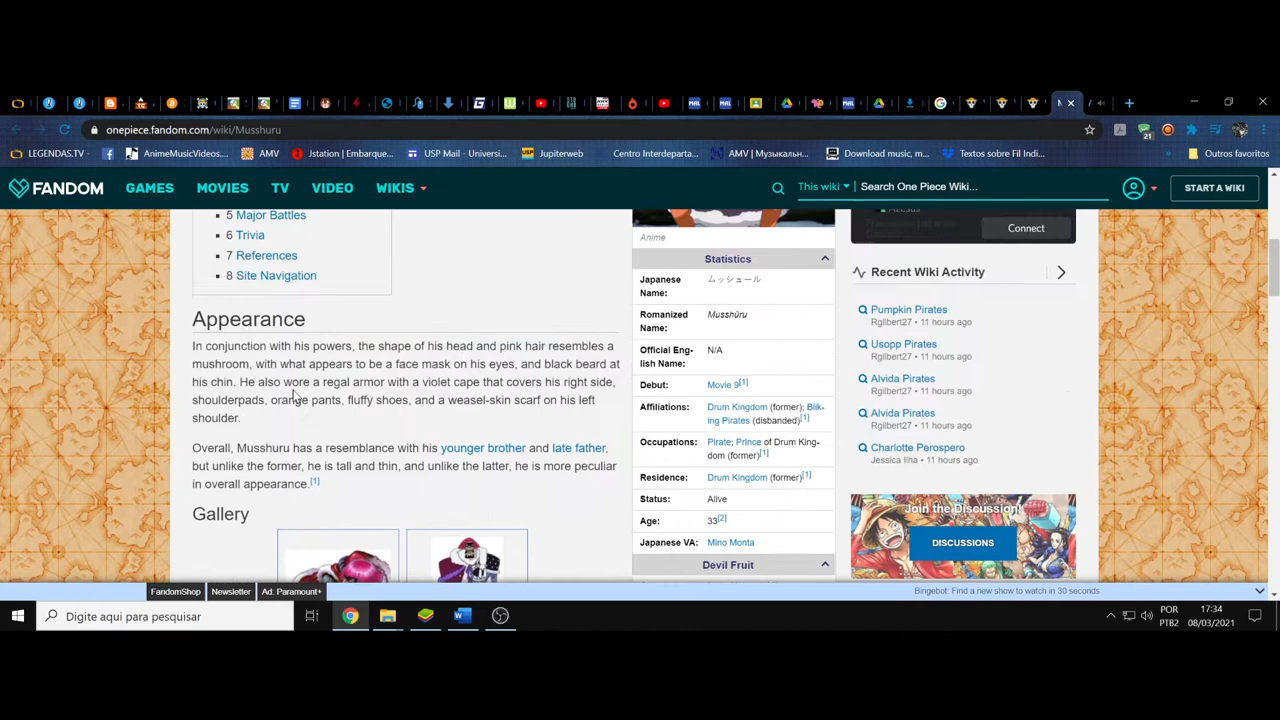 onepiece.fandom.com/wiki/Musshuru
21
LEGENDAS.TV -
AnimeMusicVideos...
AMV
Jstation | Embarque...
USP Mail - Universi...
Jupiterweb
Centro Interdeparta...
AMV | Музыкальн...
Download music, m...
Textos sobre Fil Indi...
Outros favoritos
FANDOM
GAMES
MOVIES
TV
VIDEO
WIKIS
This wiki
Search One Piece Wiki...
START A WIKI
5 Major Battles
6 Trivia
7 References
8 Site Navigation
Appearance
In conjunction with his powers, the shape of his head and pink hair resembles a
mushroom, with what appears to be a face mask on his eyes, and black beard at
his chin. He also wore a regal armor with a violet cape that covers his right side,
shoulderpads, orange pants, fluffy shoes, and a weasel-skin scarf on his left
shoulder.
Overall, Musshuru has a resemblance with his younger brother and late father,
but unlike the former, he is tall and thin, and unlike the latter, he is more peculiar
in overall appearance.[1]
Gallery
Anime
Statistics
Japanese Name: ムッシュール
Romanized Name: Musshūru
Official Eng-
lish Name: N/A
Debut: Movie 9[1]
Affiliations: Drum Kingdom (former); Blik-
ing Pirates (disbanded)[1]
Occupations: Pirate; Prince of Drum King-
dom (former)[1]
Residence: Drum Kingdom (former)[1]
Status: Alive
Age: 33[2]
Japanese VA: Mino Monta
Devil Fruit
Connect
Recent Wiki Activity
Pumpkin Pirates
Rgilbert27 • 11 hours ago
Usopp Pirates
Rgilbert27 • 11 hours ago
Alvida Pirates
Rgilbert27 • 11 hours ago
Alvida Pirates
Rgilbert27 • 11 hours ago
Charlotte Perospero
Jessica Ilha • 11 hours ago
Join the Discussion!
DISCUSSIONS
FandomShop
Newsletter
Ad: Paramount+
Bingebot: Find a new show to watch in 30 seconds
Digite aqui para pesquisar
POR
PTB2
17:34
08/03/2021